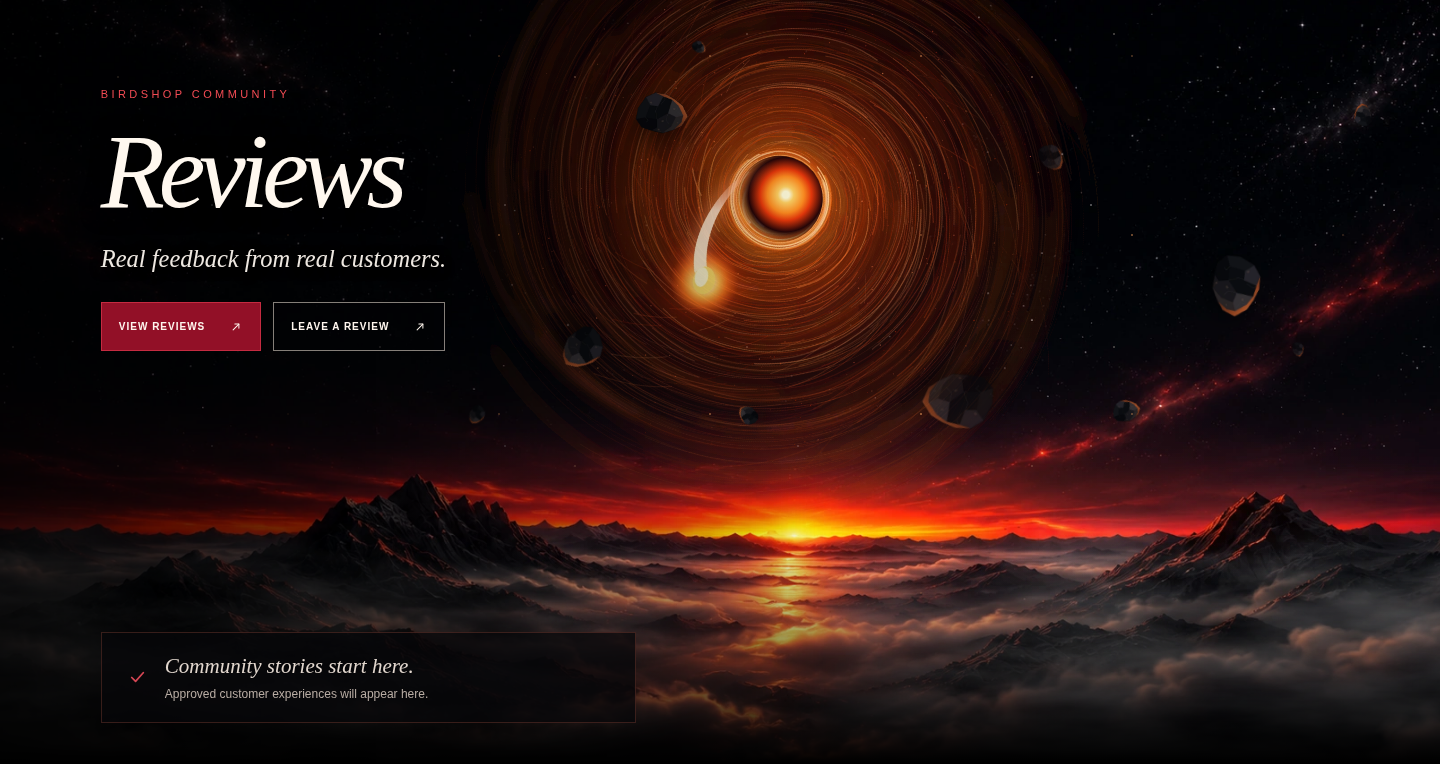 BIRDSHOP COMMUNITY
Reviews
Real feedback from real customers.
VIEW REVIEWS
LEAVE A REVIEW
Community stories start here.
Approved customer experiences will appear here.